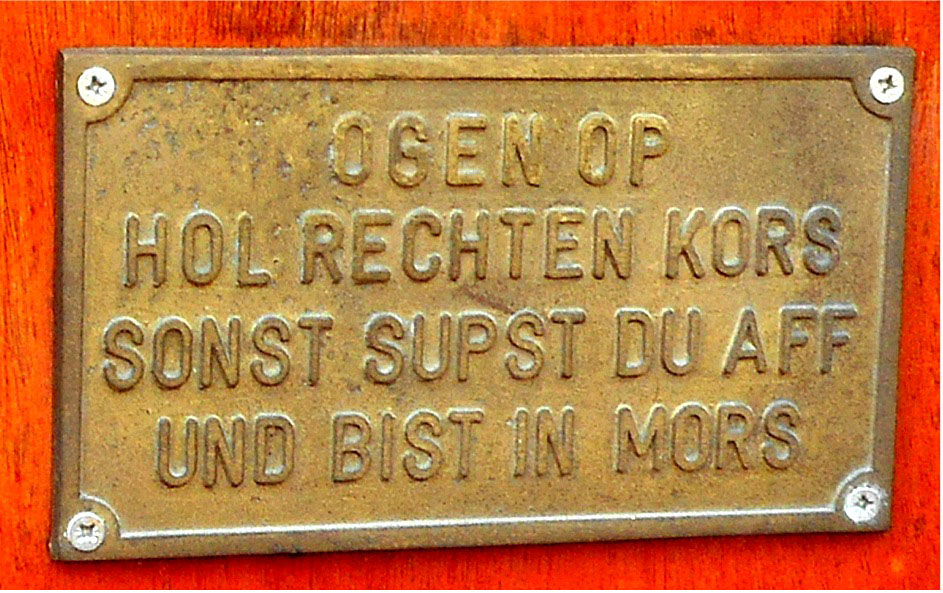 OGEN OP
HOL RECHTEN KORS
SONST SUPST DU AFF
UND BIST IN MORS